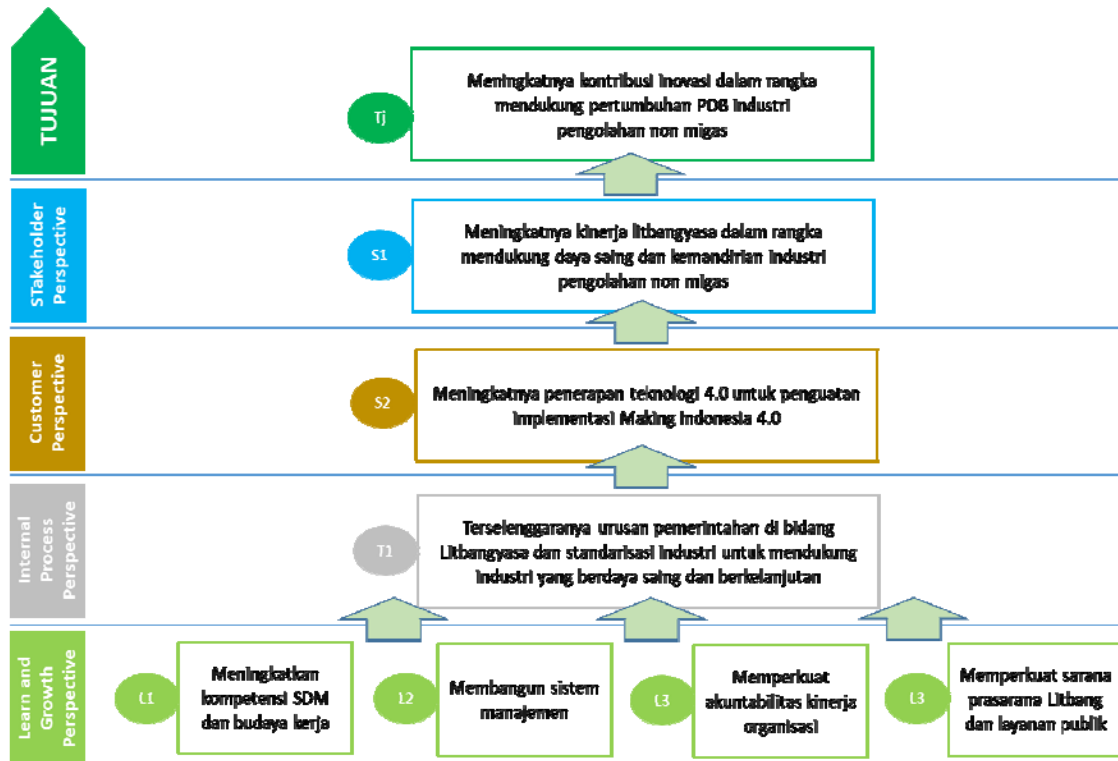 TUJUAN
Tj
Meningkatnya kontribusi inovasi dalam rangka
mendukung pertumbuhan PDB industri
pengolahan non migas
STakeholder
Perspective
S1
Meningkatnya kinerja litbangyasa dalam rangka
mendukung daya saing dan kemandirian industri
pengolahan non migas
Customer
Perspective
S2
Meningkatnya penerapan teknologi 4.0 untuk penguatan
implementasi Making Indonesia 4.0
Internal
Process
Perspective
T1
Terselenggaranya urusan pemerintahan di bidang
Litbangyasa dan standarisasi industri untuk mendukung
industri yang berdaya saing dan berkelanjutan
Learn and
Growth
Perspective
L1
Meningkatkan
kompetensi SDM
dan budaya kerja
L2
Membangun sistem
manajemen
L3
Memperkuat
akuntabilitas kinerja
organisasi
L3
Memperkuat sarana
prasarana Litbang
dan layanan publik